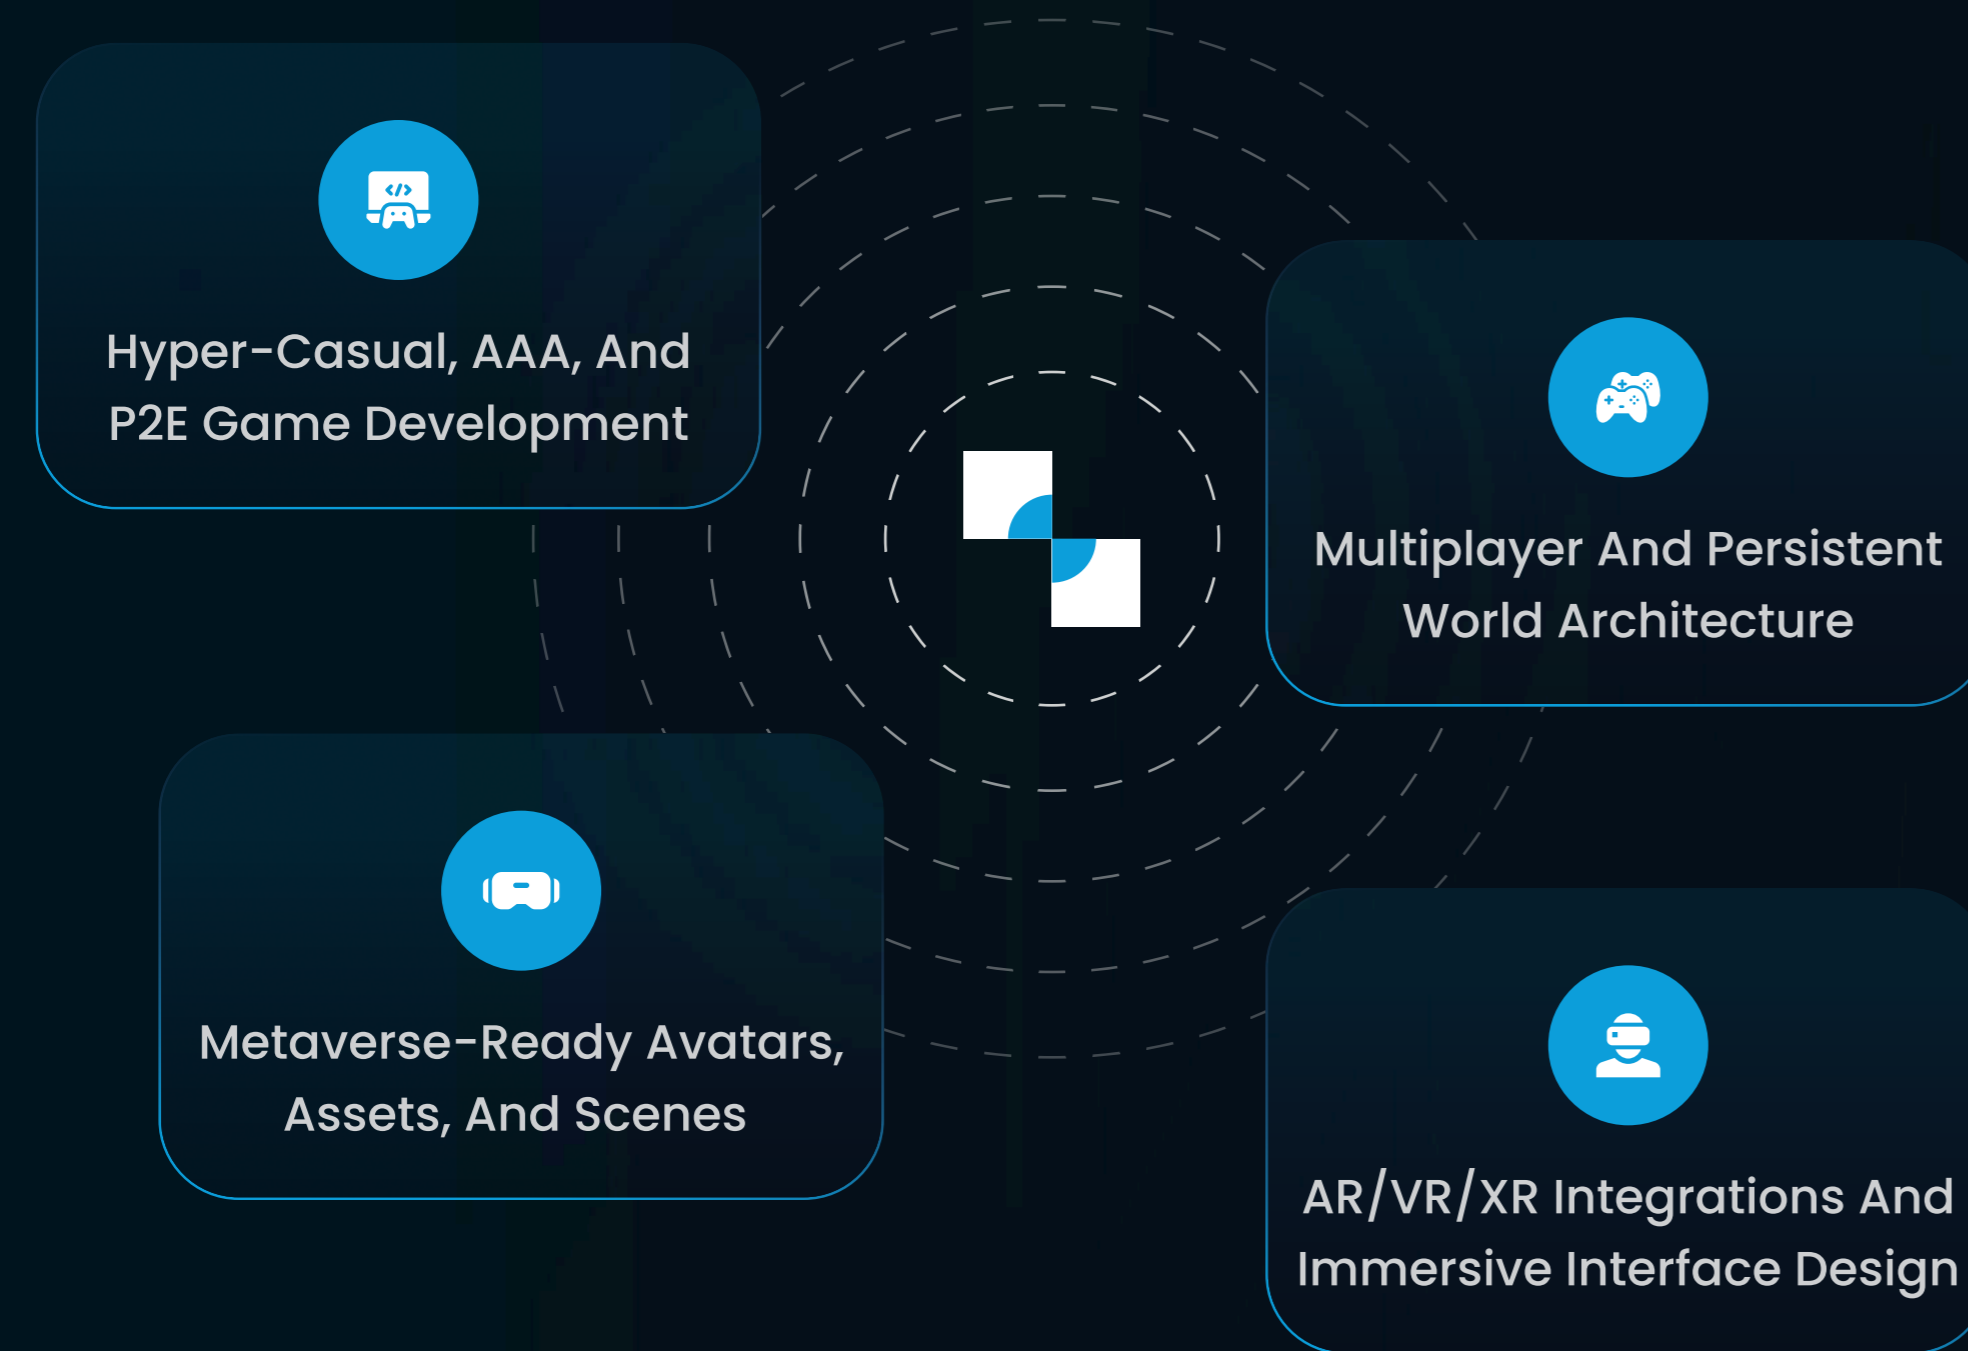 Hyper-Casual, AAA, And
P2E Game Development
Multiplayer And Persistent
World Architecture
Metaverse-Ready Avatars,
Assets, And Scenes
AR/VR/XR Integrations And
Immersive Interface Design